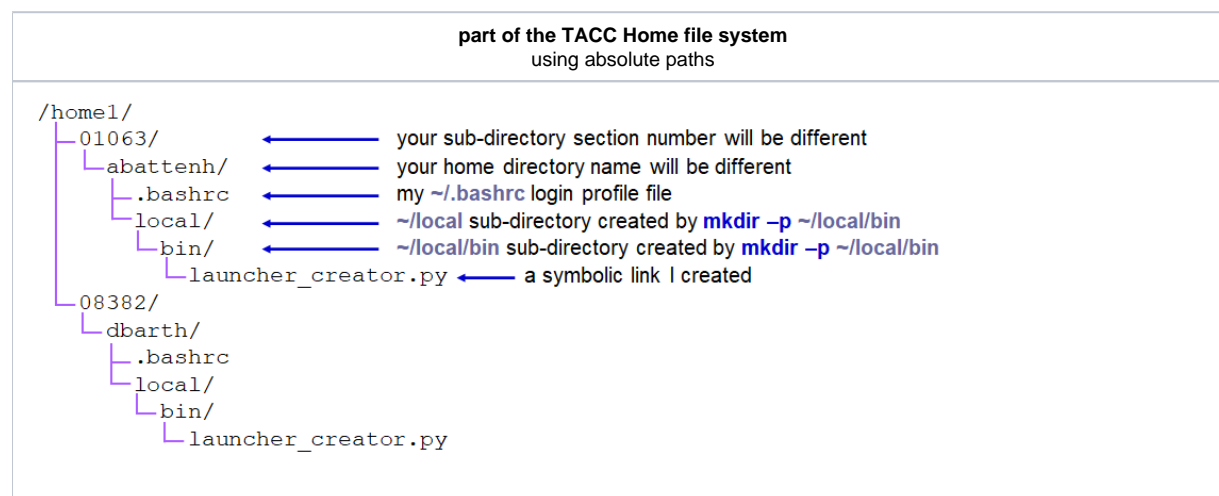 part of the TACC Home file system
using absolute paths
/home1/
01063/ your sub-directory section number will be different
abattenh/ your home directory name will be different
.bashrc my ~/.bashrc login profile file
local/ ~/local sub-directory created by mkdir –p ~/local/bin
bin/ ~/local/bin sub-directory created by mkdir –p ~/local/bin
launcher_creator.py a symbolic link I created
08382/
dbarth/
.bashrc
local/
bin/
launcher_creator.py